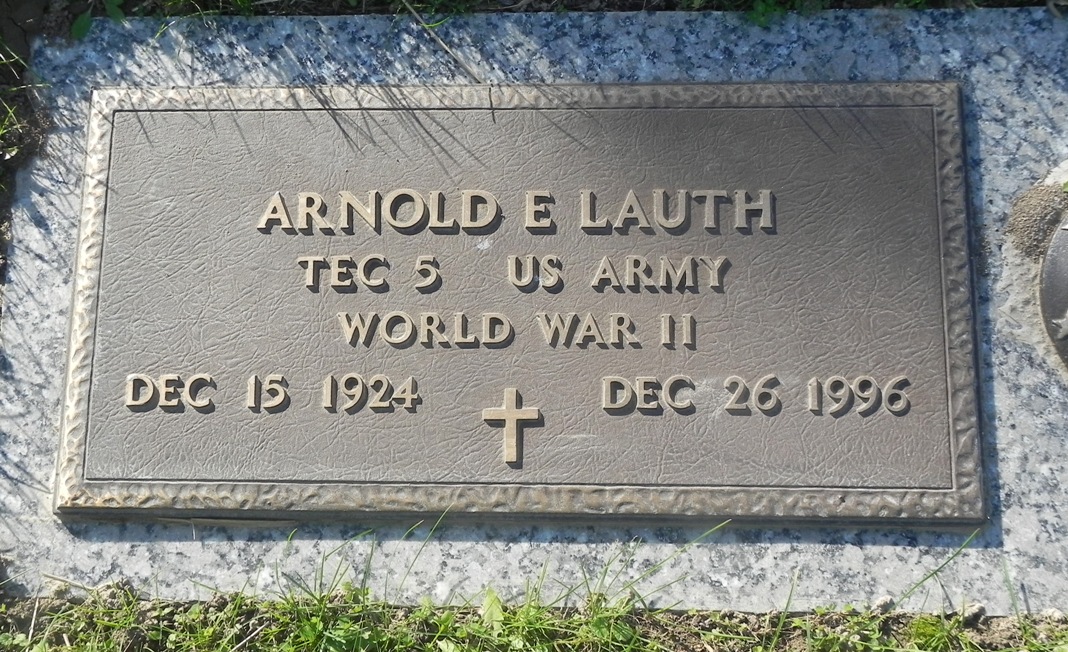 ARNOLD E LAUTH
TEC 5 US ARMY
WORLD WAR II
DEC 15 1924 DEC 26 1996